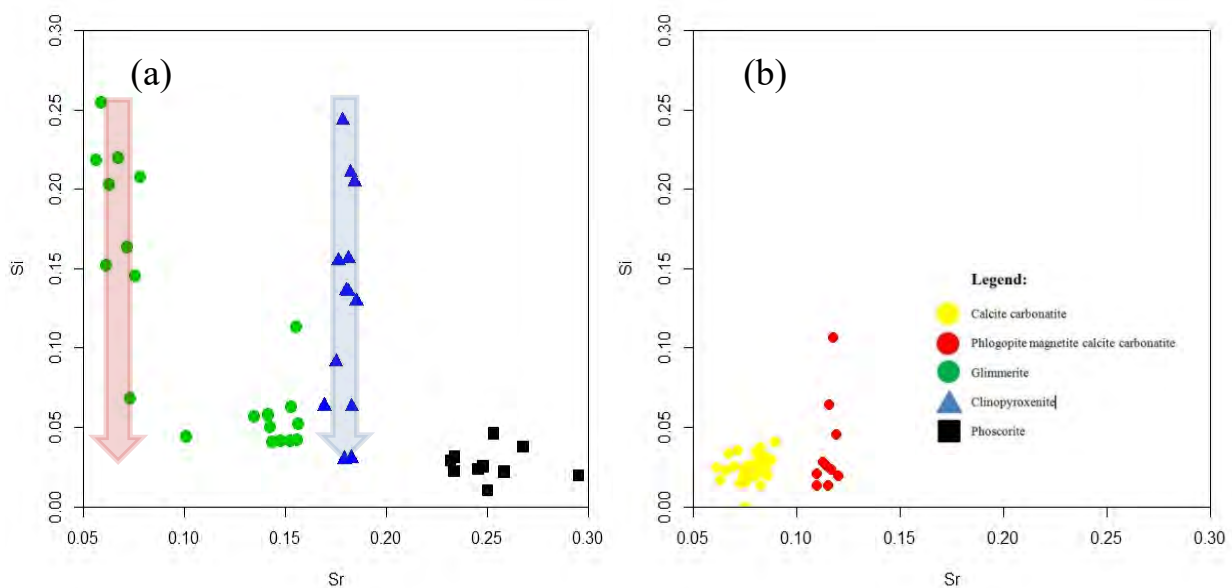 (a)
0.30
0.25
0.20
0.15
0.10
0.05
0.00
Si
0.05 0.10 0.15 0.20 0.25 0.30
Sr
(b)
0.30
0.25
0.20
0.15
0.10
0.05
0.00
Si
Legend:
Calcite carbonatite
Phlogopite magnetite calcite carbonatite
Glimmerite
Clinopyroxenite
Phoscorite
0.05 0.10 0.15 0.20 0.25 0.30
Sr